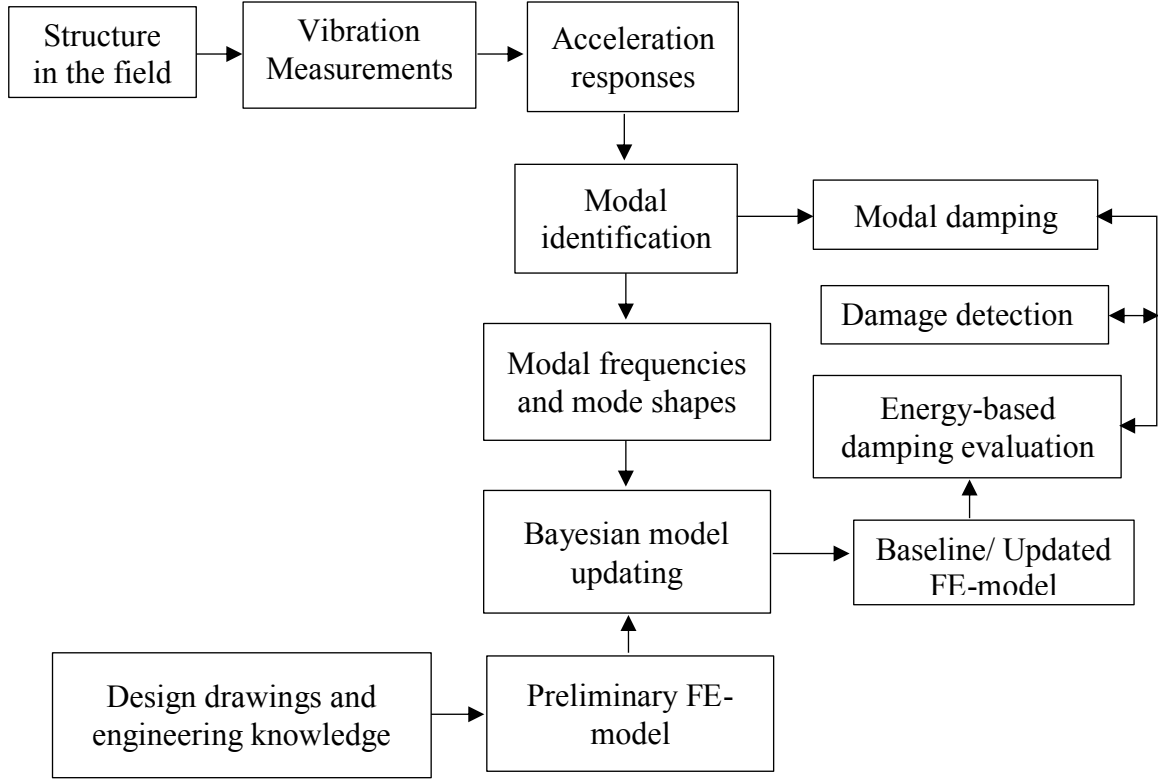 Structure
in the field
Vibration
Measurements
Acceleration
responses
Modal
identification
Modal damping
Damage detection
Modal frequencies
and mode shapes
Energy-based
damping evaluation
Bayesian model
updating
Baseline/ Updated
FE-model
Design drawings and
engineering knowledge
Preliminary FE-
model